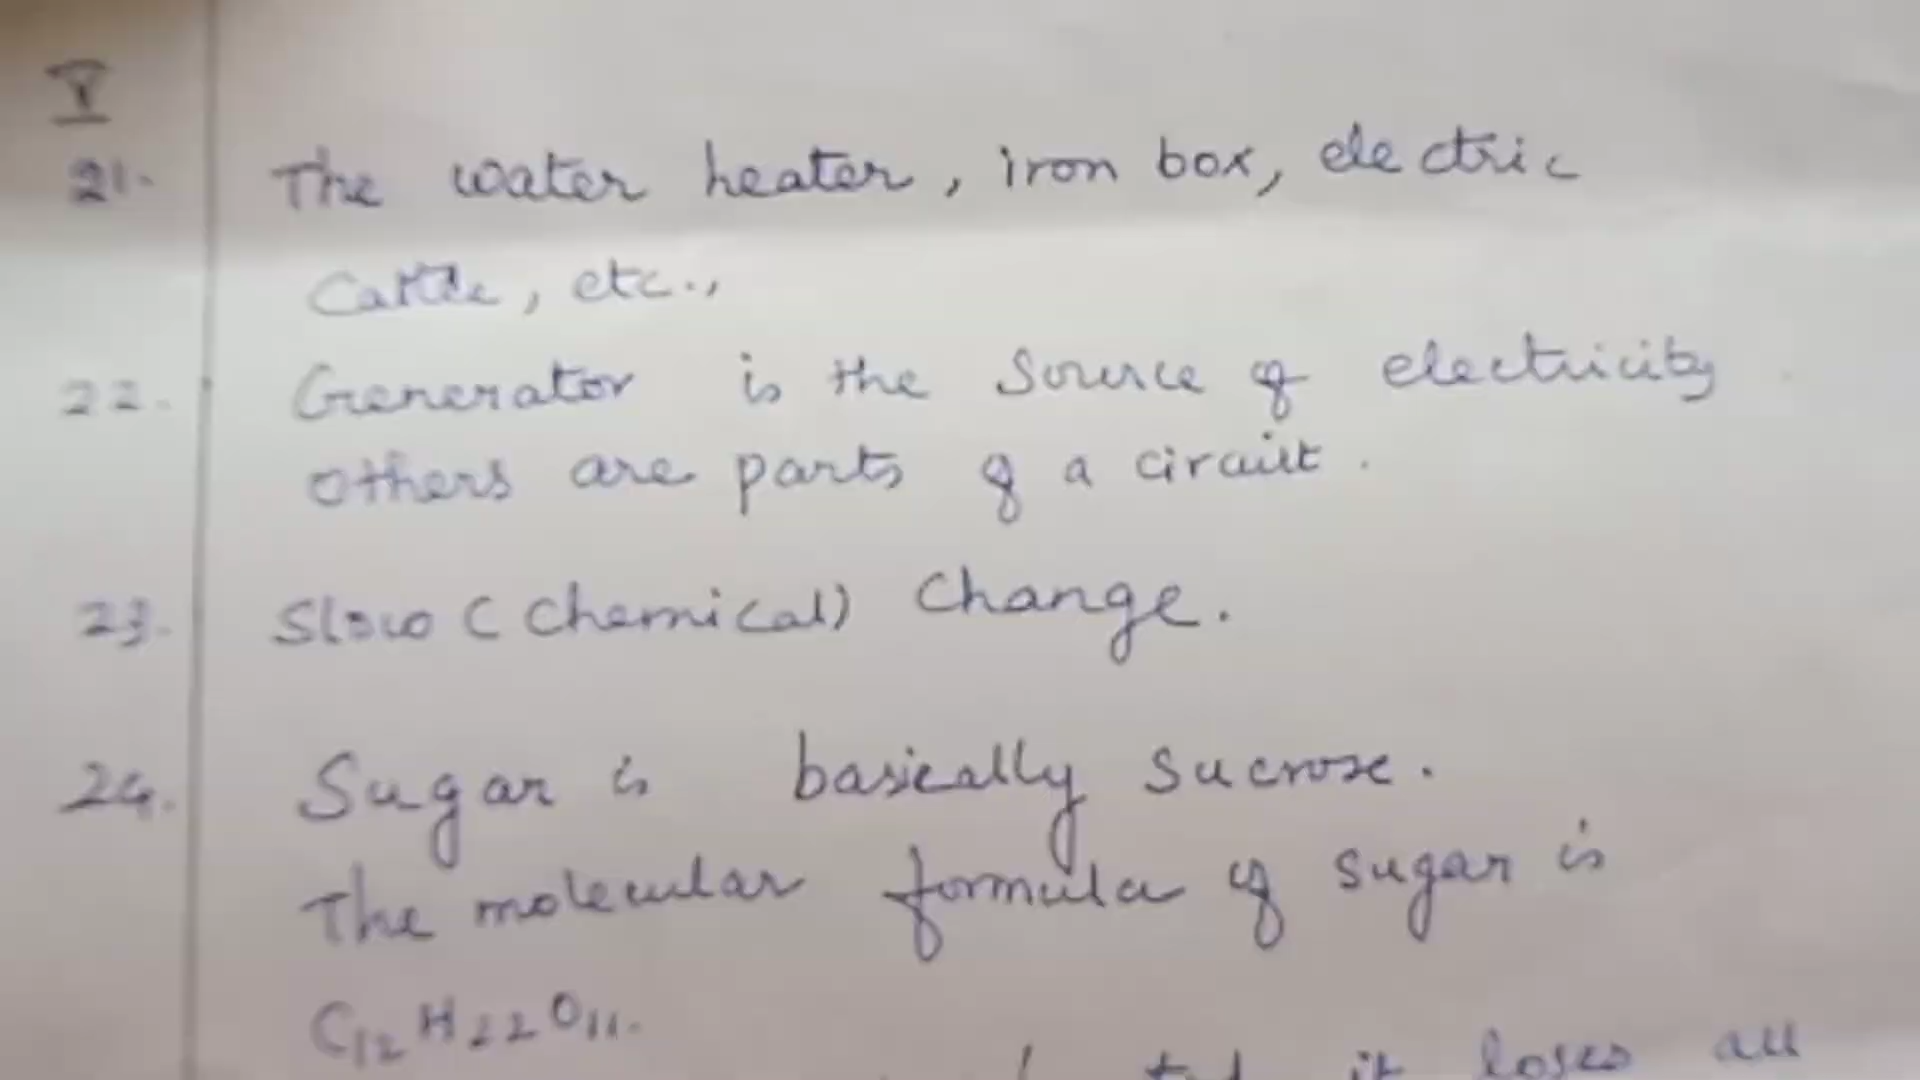 V
21. The water heater, iron box, electric
Cattle, etc.,
22. Generator is the source of electricity
others are parts of a circuit.
23. Slow (Chemical) Change.
24. Sugar is basically sucrose.
The molecular formula of sugar is
C12H22O11.
it loses all